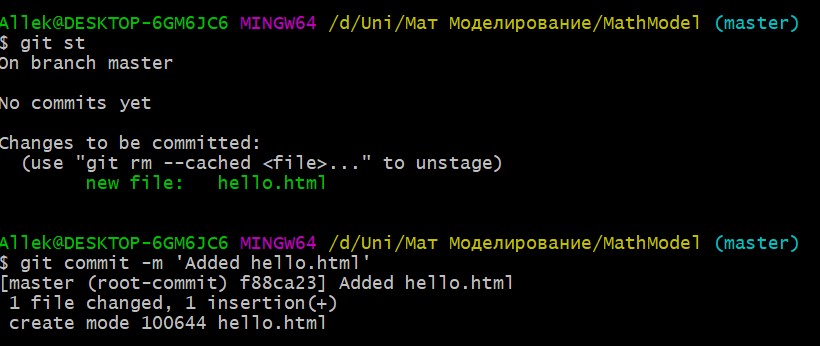 Allek@DESKTOP-6GM6JC6 MINGW64 /d/Uni/Мат Моделирование/MathModel (master)
$ git st
On branch master
No commits yet
Changes to be committed:
  (use "git rm --cached <file>..." to unstage)
        new file:   hello.html
Allek@DESKTOP-6GM6JC6 MINGW64 /d/Uni/Мат Моделирование/MathModel (master)
$ git commit -m 'Added hello.html'
[master (root-commit) f88ca23] Added hello.html
 1 file changed, 1 insertion(+)
 create mode 100644 hello.html